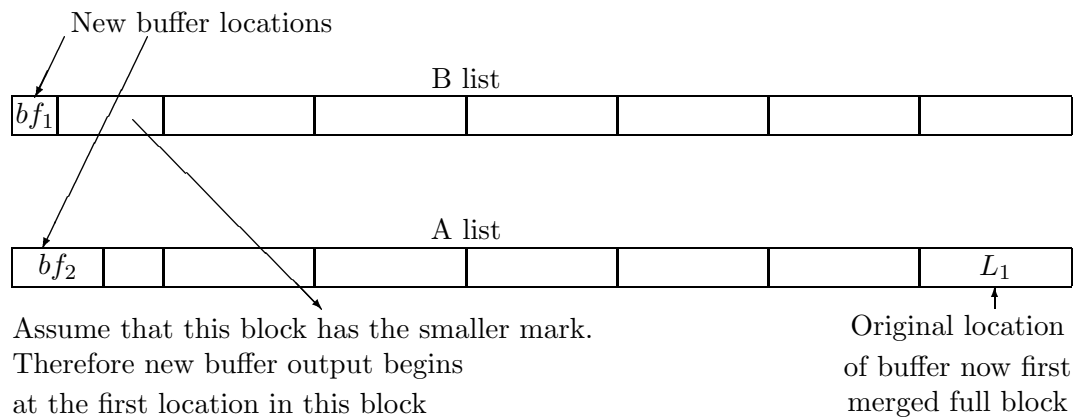 New buffer locations
B list
bf₁
A list
bf₂
L₁
Assume that this block has the smaller mark.
Therefore new buffer output begins
at the first location in this block
Original location
of buffer now first
merged full block